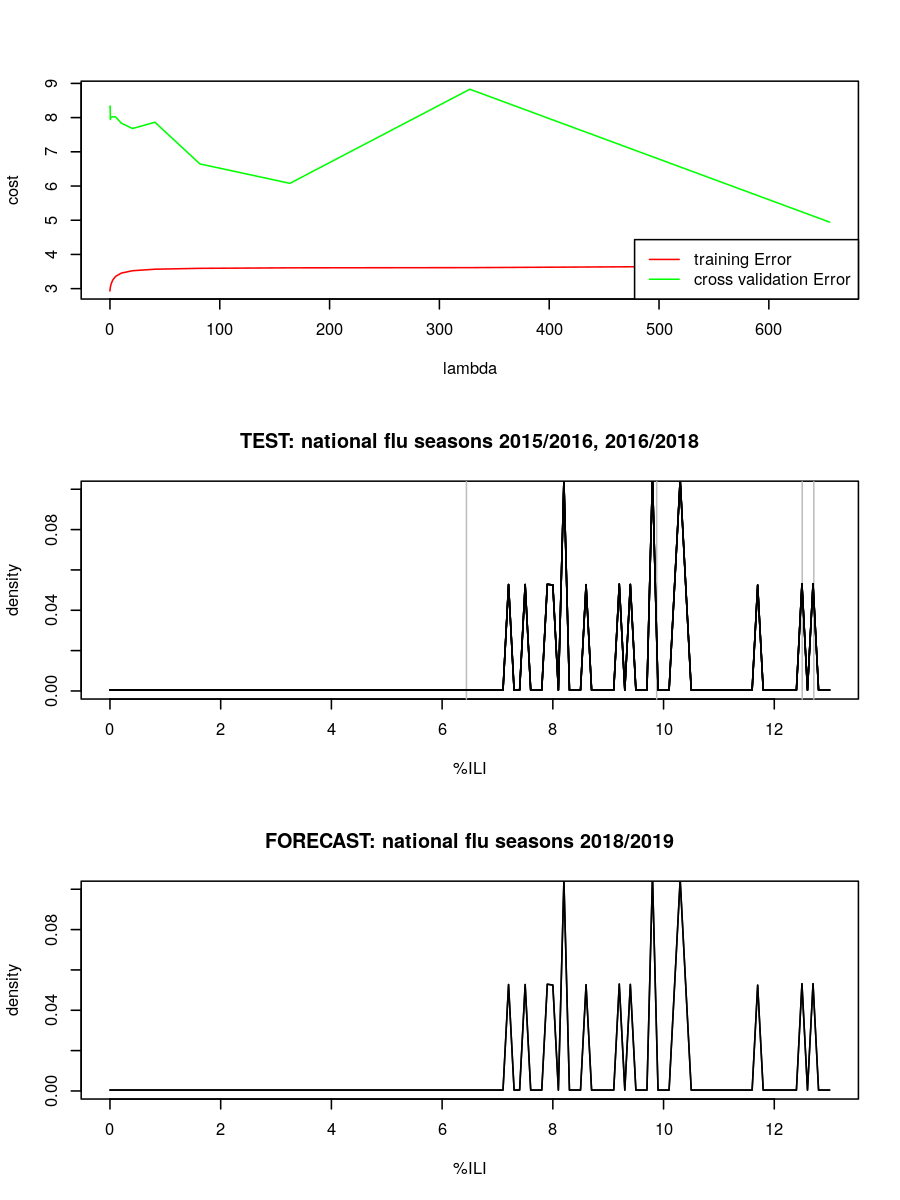 9
8
7
6
5
4
3
cost
training Error
cross validation Error
0 100 200 300 400 500 600
lambda
TEST: national flu seasons 2015/2016, 2016/2018
0.08
0.04
0.00
density
0 2 4 6 8 10 12
%ILI
FORECAST: national flu seasons 2018/2019
0.08
0.04
0.00
density
0 2 4 6 8 10 12
%ILI